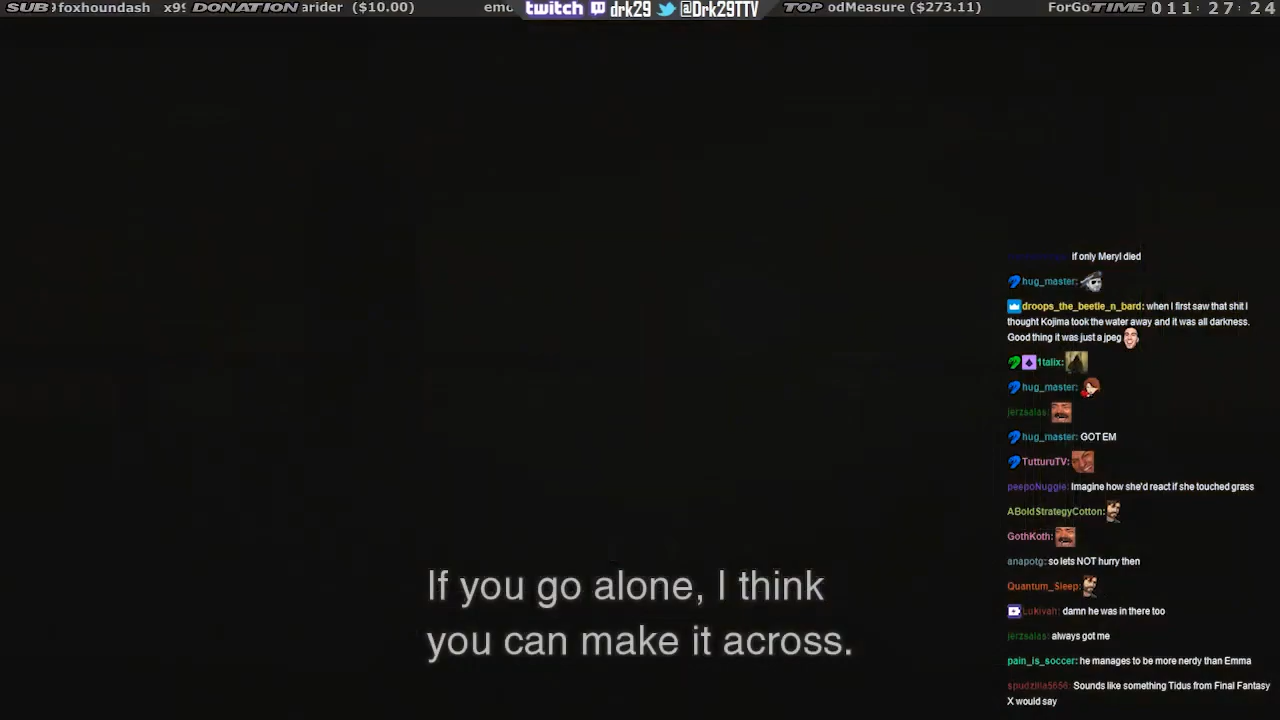 SUB foxhoundash x99 DONATION arider ($10.00) emo twitch drk29 @Drk29TTV TOP odMeasure ($273.11) ForGo TIME 011:27:24
if only Meryl died
hug_master:
droops_the_beetle_n_bard: when I first saw that shit I
thought Kojima took the water away and it was all darkness.
Good thing it was just a jpeg
1talix:
hug_master:
jerzsalas:
hug_master: GOT EM
TutturuTV:
peepoNuggie: Imagine how she'd react if she touched grass
ABoldStrategyCotton:
GothKoth:
anapotg: so lets NOT hurry then
Quantum_Sleep:
Lokivah: damn he was in there too
jerzsalas: always got me
pain_is_soccer: he manages to be more nerdy than Emma
spudzilla5656: Sounds like something Tidus from Final Fantasy
X would say
If you go alone, I think
you can make it across.